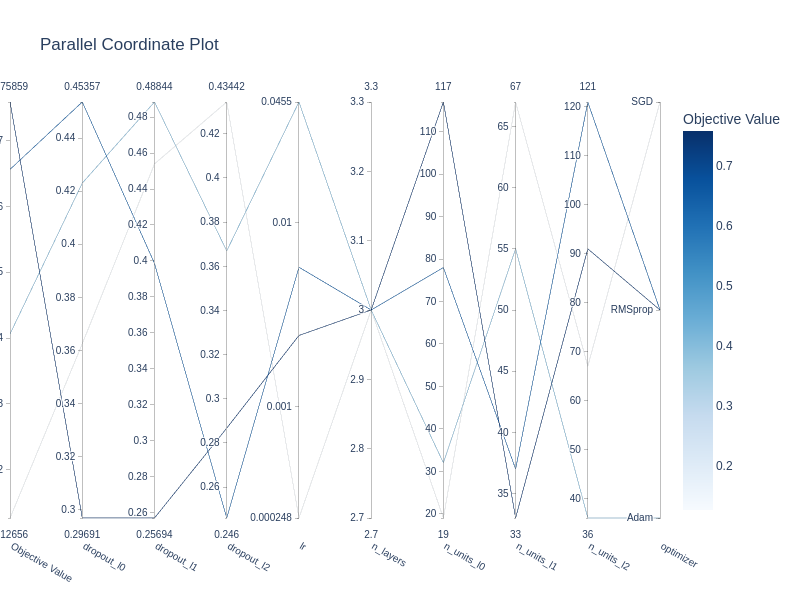 Parallel Coordinate Plot
75859 0.45357 0.48844 0.43442 3.3 117 67 121
0.44 0.42 0.4 0.38 0.36 0.34 0.32 0.3
0.48 0.46 0.44 0.42 0.4 0.38 0.36 0.34 0.32 0.3 0.28 0.26
0.42 0.4 0.38 0.36 0.34 0.32 0.3 0.28 0.26
0.0455 0.01 0.001 0.000248
3.3 3.2 3.1 3 2.9 2.8 2.7
110 100 90 80 70 60 50 40 30 20
65 60 55 50 45 40 35
120 110 100 90 80 70 60 50 40
SGD
RMSprop
Adam
12656 0.29691 0.25694 0.246 2.7 19 33 36
Objective Value dropout_l0 dropout_l1 dropout_l2 lr n_layers n_units_l0 n_units_l1 n_units_l2 optimizer
Objective Value
0.7
0.6
0.5
0.4
0.3
0.2